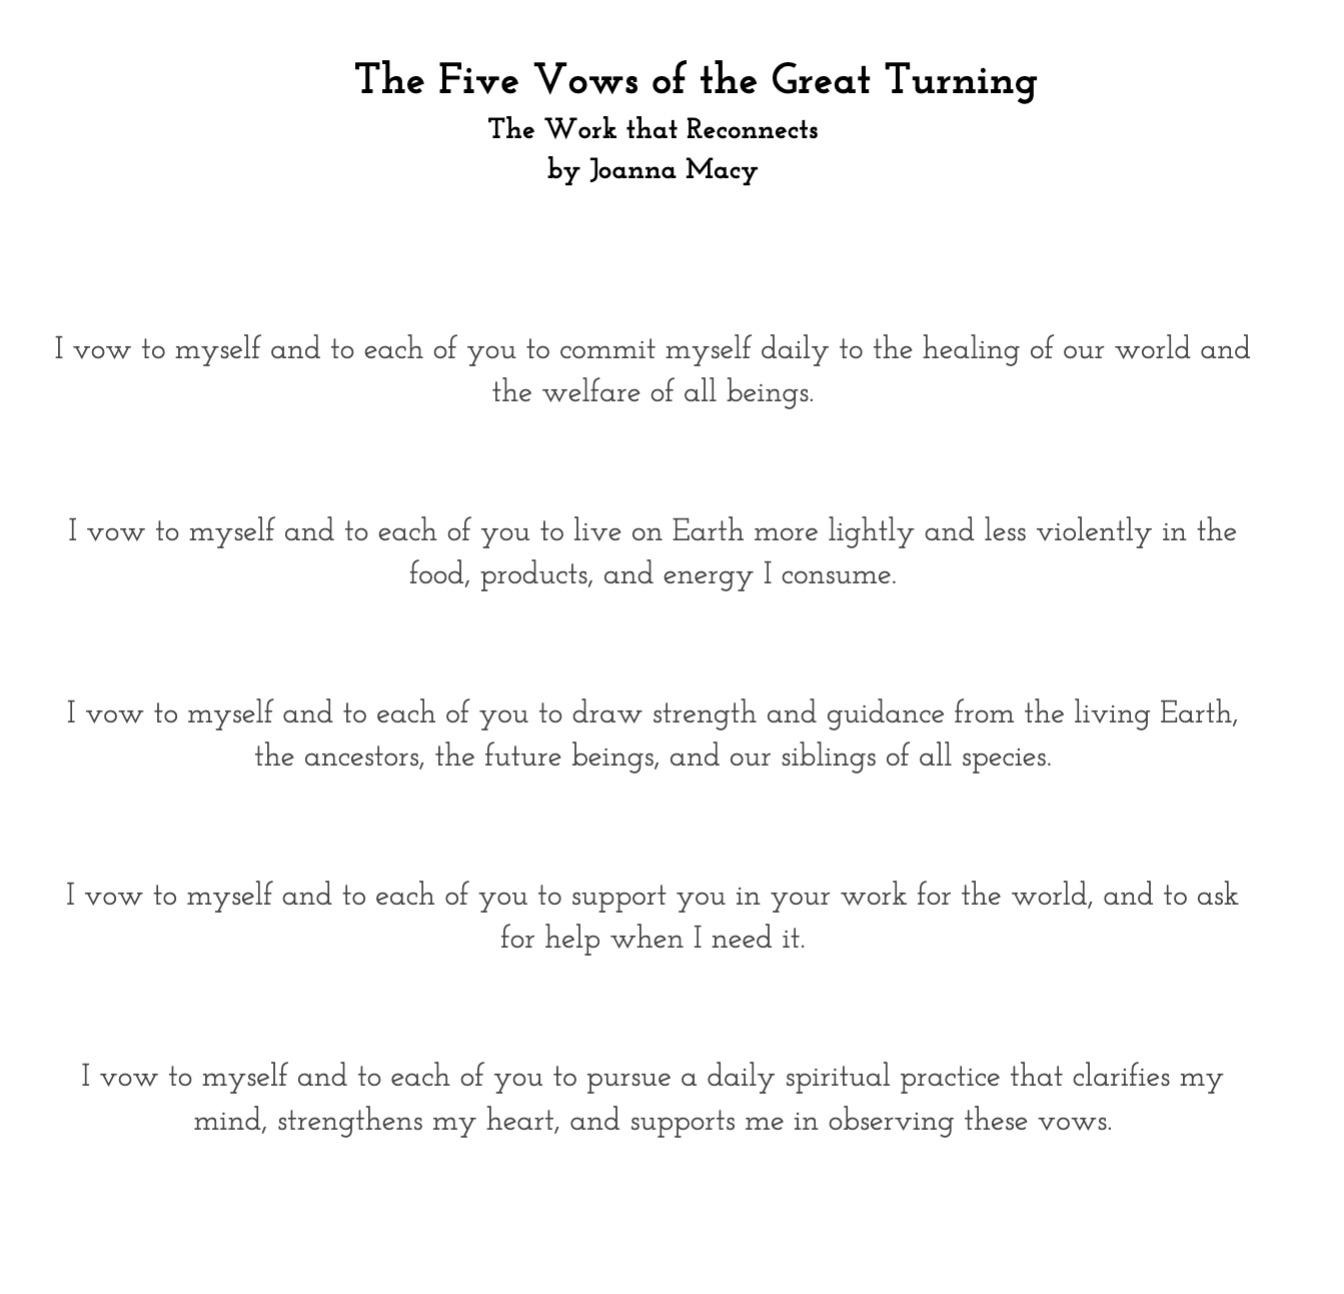 The Five Vows of the Great Turning
The Work that Reconnects
by Joanna Macy
I vow to myself and to each of you to commit myself daily to the healing of our world and
the welfare of all beings.
I vow to myself and to each of you to live on Earth more lightly and less violently in the
food, products, and energy I consume.
I vow to myself and to each of you to draw strength and guidance from the living Earth,
the ancestors, the future beings, and our siblings of all species.
I vow to myself and to each of you to support you in your work for the world, and to ask
for help when I need it.
I vow to myself and to each of you to pursue a daily spiritual practice that clarifies my
mind, strengthens my heart, and supports me in observing these vows.